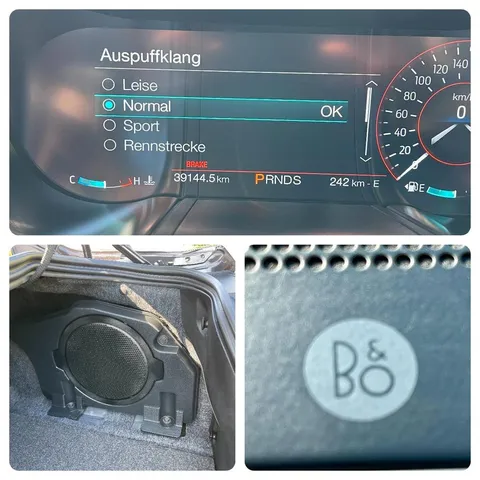 Auspuffklang
Leise
Normal OK
Sport
Rennstrecke
BRAKE
C H 39144.5 km PRNDS 242 km - E E
0 20 40 60 80 100 120 140
km/h
0
B&O